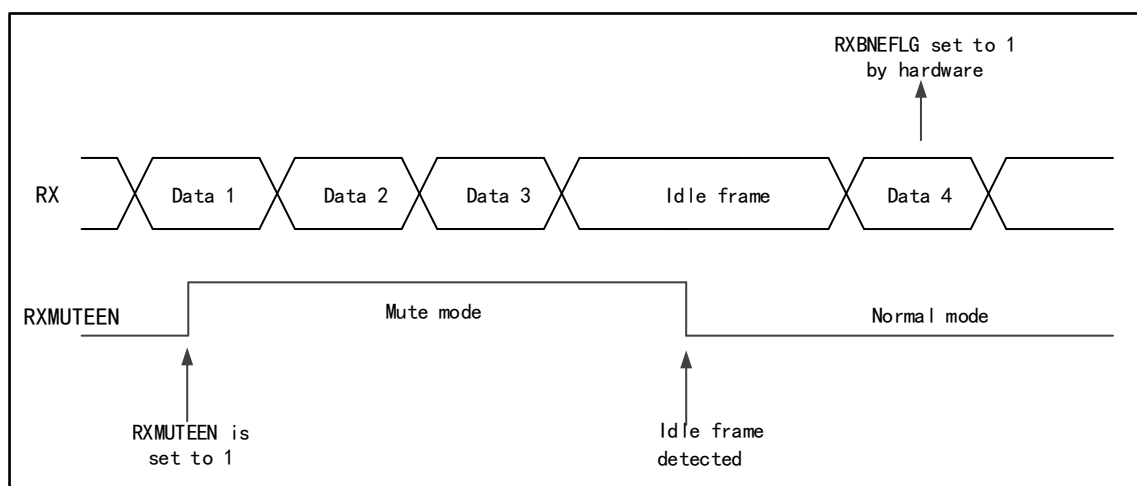 RXBNEFLG set to 1
by hardware
RX
Data 1
Data 2
Data 3
Idle frame
Data 4
RXMUTEEN
Mute mode
Normal mode
RXMUTEEN is
set to 1
Idle frame
detected